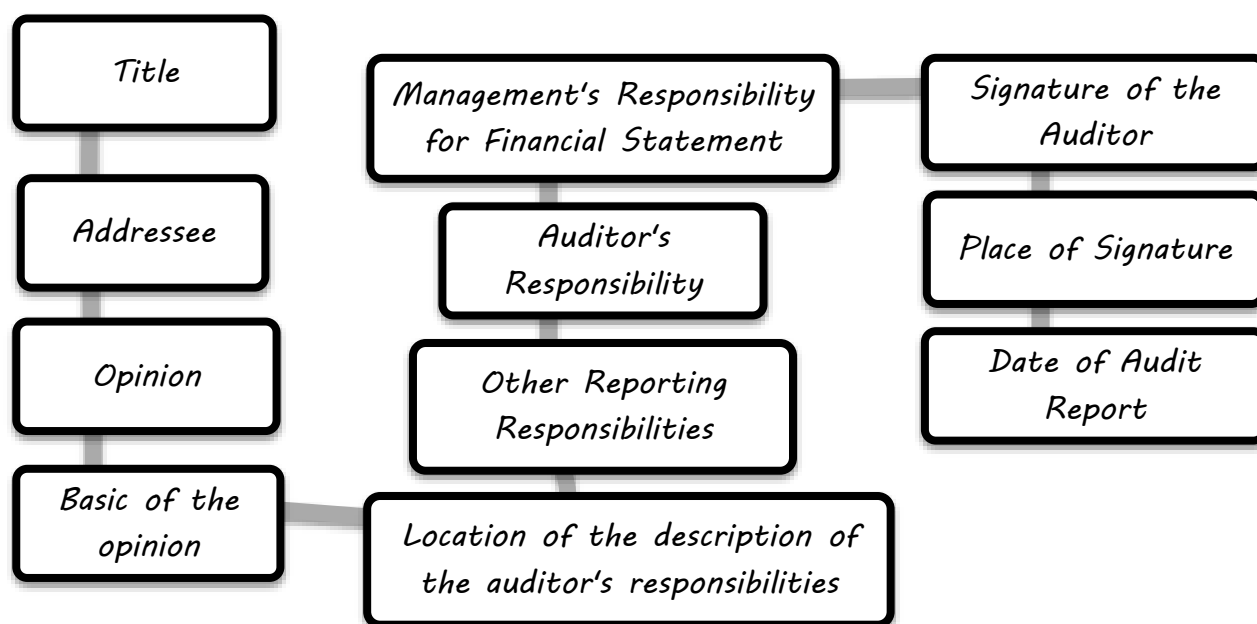 Title
Addressee
Opinion
Basic of the
opinion
Location of the description of
the auditor's responsibilities
Other Reporting
Responsibilities
Auditor's
Responsibility
Management's Responsibility
for Financial Statement
Signature of the
Auditor
Place of Signature
Date of Audit
Report